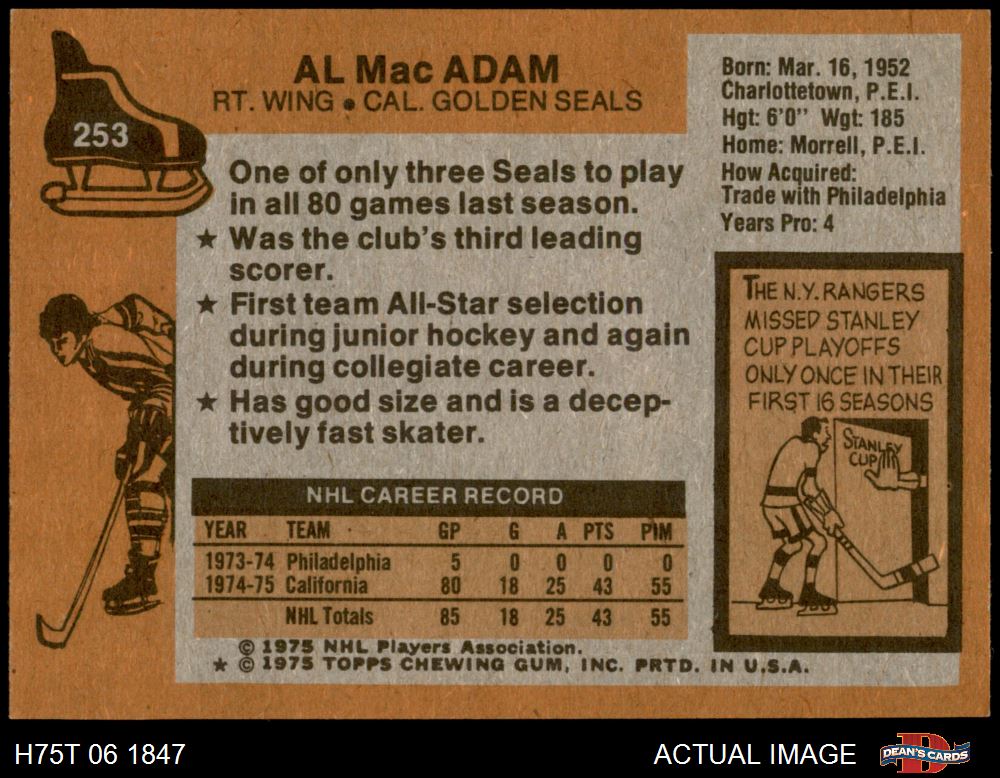 253
AL Mac ADAM
RT. WING • CAL. GOLDEN SEALS
Born: Mar. 16, 1952
Charlottetown, P.E.I.
Hgt: 6'0" Wgt: 185
Home: Morrell, P.E.I.
How Acquired:
Trade with Philadelphia
Years Pro: 4
One of only three Seals to play
in all 80 games last season.
★ Was the club's third leading
scorer.
★ First team All-Star selection
during junior hockey and again
during collegiate career.
★ Has good size and is a decep-
tively fast skater.
THE N.Y. RANGERS
MISSED STANLEY
CUP PLAYOFFS
ONLY ONCE IN THEIR
FIRST 16 SEASONS
STANLEY
CUP
NHL CAREER RECORD
YEAR TEAM GP G A PTS PIM
1973-74 Philadelphia 5 0 0 0 0
1974-75 California 80 18 25 43 55
NHL Totals 85 18 25 43 55
© 1975 NHL Players Association.
★ © 1975 TOPPS CHEWING GUM, INC. PRTD. IN U.S.A.
H75T 06 1847
ACTUAL IMAGE
D
DEAN'S CARDS